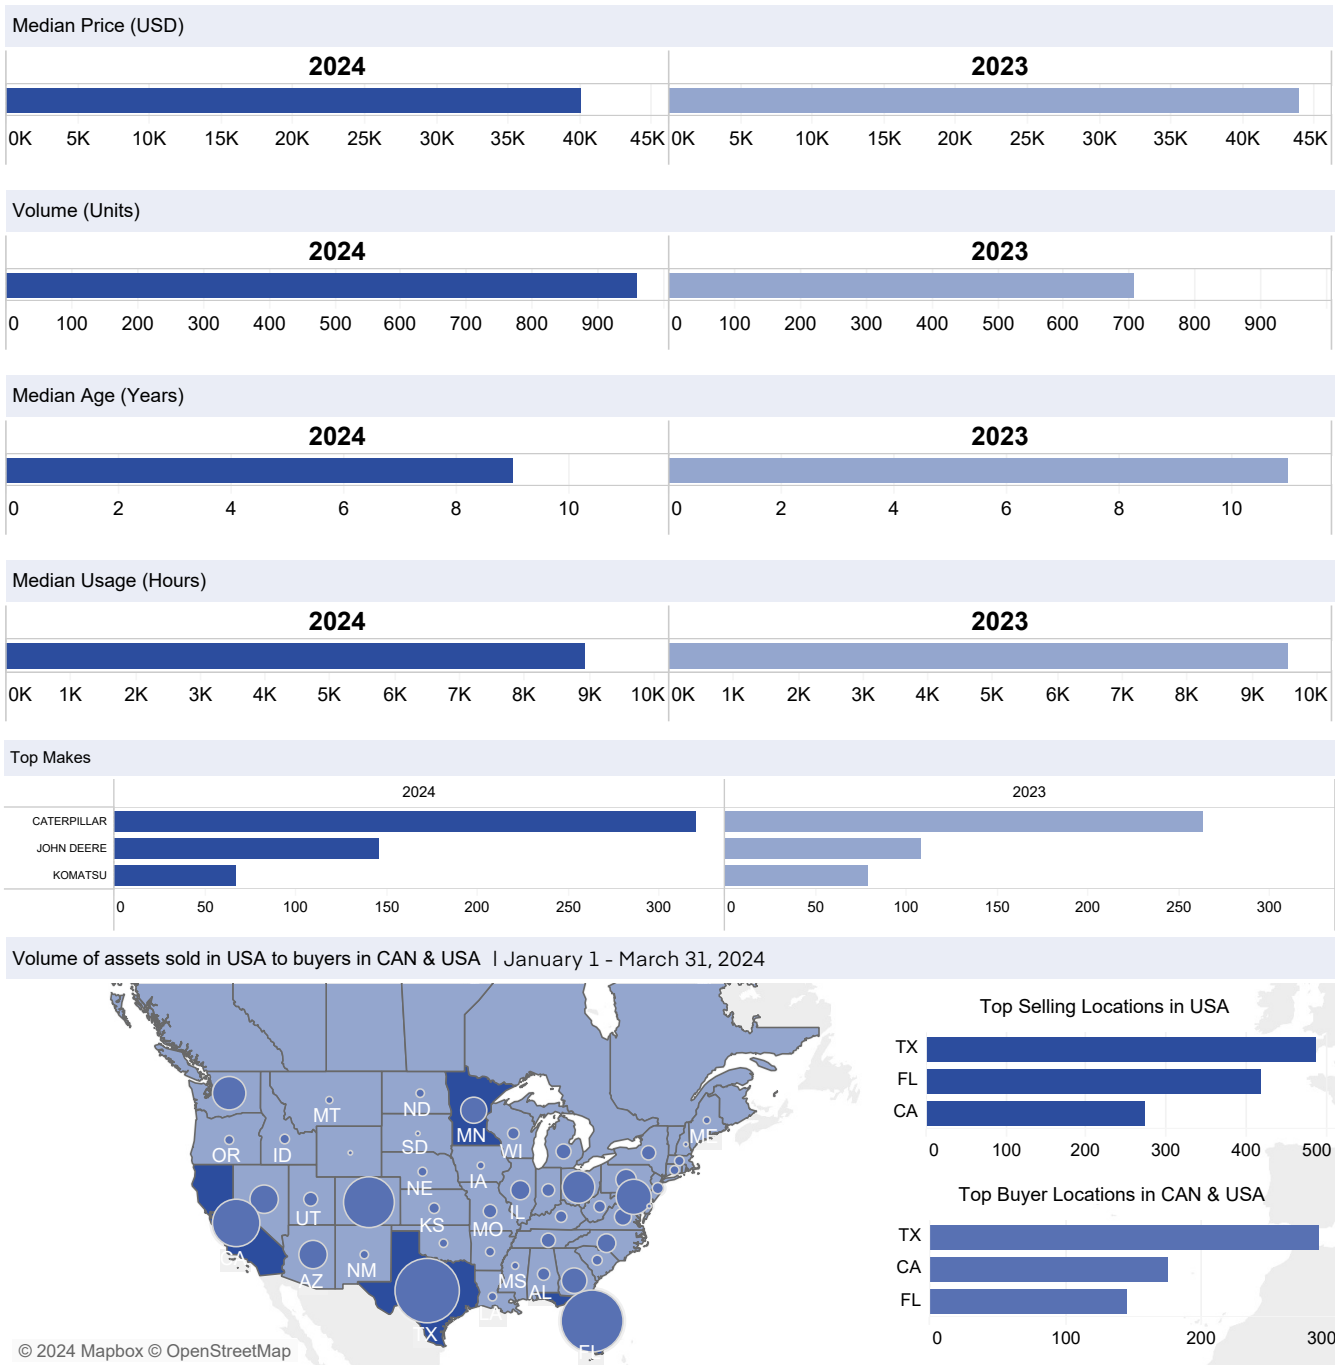 Median Price (USD)
2024 2023
0K 5K 10K 15K 20K 25K 30K 35K 40K 45K 0K 5K 10K 15K 20K 25K 30K 35K 40K 45K
Volume (Units)
2024 2023
0 100 200 300 400 500 600 700 800 900 0 100 200 300 400 500 600 700 800 900
Median Age (Years)
2024 2023
0 2 4 6 8 10 0 2 4 6 8 10
Median Usage (Hours)
2024 2023
0K 1K 2K 3K 4K 5K 6K 7K 8K 9K 10K 0K 1K 2K 3K 4K 5K 6K 7K 8K 9K 10K
Top Makes
2024 2023
CATERPILLAR
JOHN DEERE
KOMATSU
0 50 100 150 200 250 300 0 50 100 150 200 250 300
Volume of assets sold in USA to buyers in CAN & USA | January 1 - March 31, 2024
MT ND MN
OR ID SD WI ME
NE IA
UT KS MO IL
CA
AZ NM MS AL
LA
TX FL
© 2024 Mapbox © OpenStreetMap
Top Selling Locations in USA
TX
FL
CA
0 100 200 300 400 500
Top Buyer Locations in CAN & USA
TX
CA
FL
0 100 200 300